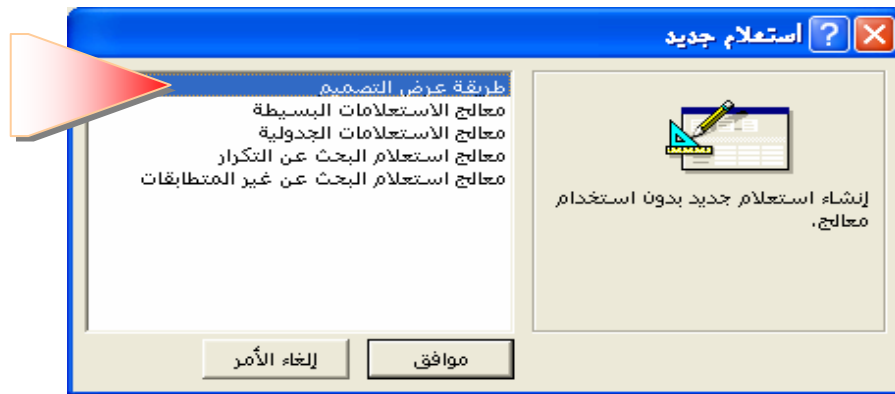 استعلام جديد
إنشاء استعلام جديد بدون استخدام
معالج.
طريقة عرض التصميم
معالج الاستعلامات البسيطة
معالج الاستعلامات الجدولية
معالج استعلام البحث عن التكرار
معالج استعلام البحث عن غير المتطابقات
موافق
إلغاء الأمر